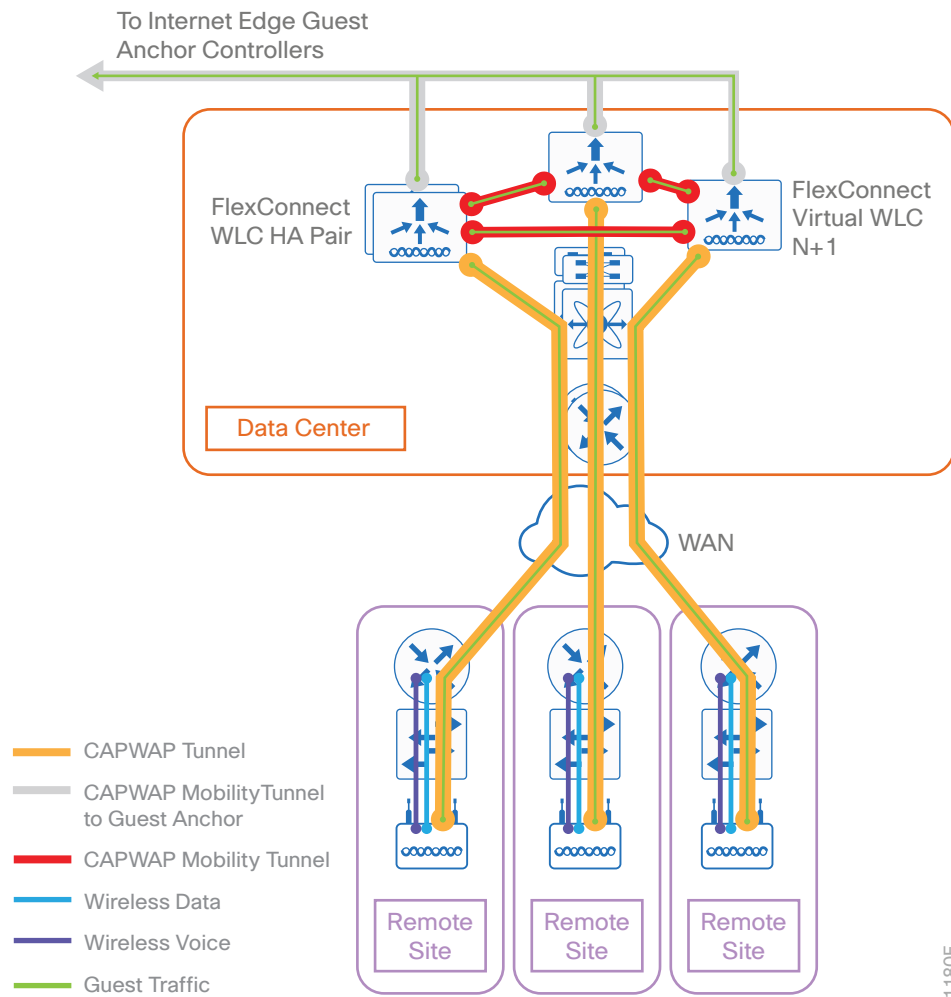 To Internet Edge Guest
Anchor Controllers
FlexConnect
WLC HA Pair
FlexConnect
Virtual WLC
N+1
Data Center
WAN
CAPWAP Tunnel
CAPWAP MobilityTunnel
to Guest Anchor
CAPWAP Mobility Tunnel
Wireless Data
Wireless Voice
Guest Traffic
Remote
Site
Remote
Site
Remote
Site